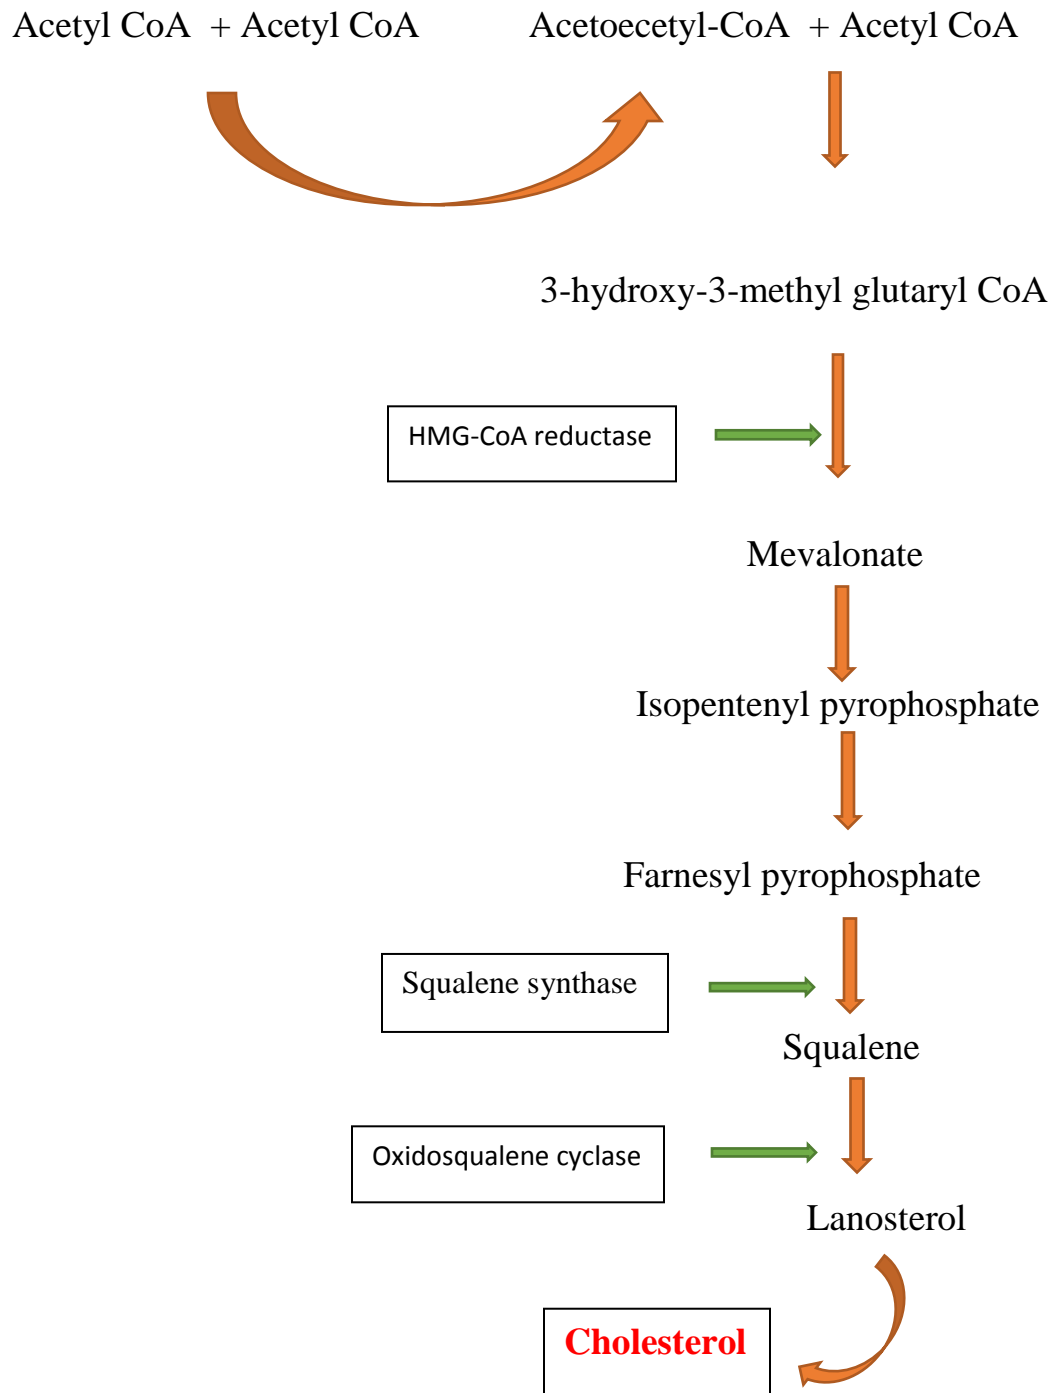 Acetyl CoA + Acetyl CoA
Acetoecetyl-CoA + Acetyl CoA
3-hydroxy-3-methyl glutaryl CoA
HMG-CoA reductase
Mevalonate
Isopentenyl pyrophosphate
Farnesyl pyrophosphate
Squalene synthase
Squalene
Oxidosqualene cyclase
Lanosterol
Cholesterol